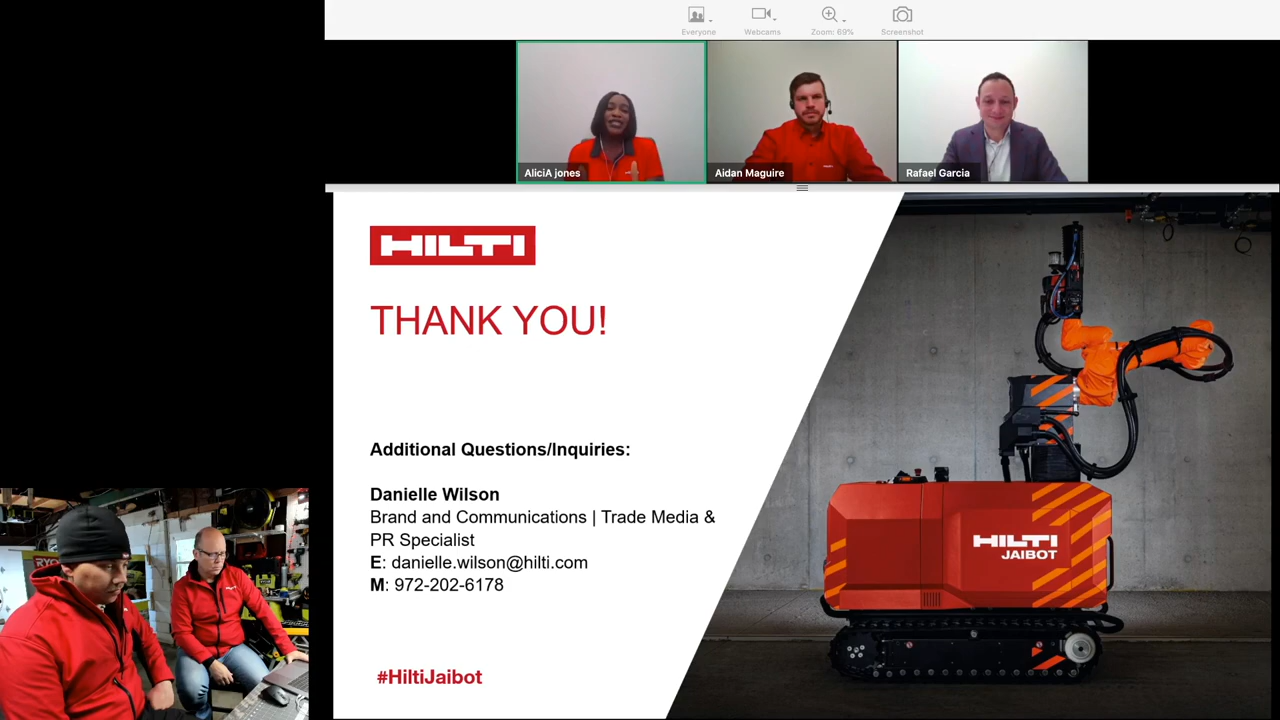 Everyone
Webcams
Zoom: 69%
Screenshot
AliciA jones
Aidan Maguire
Rafael Garcia
HILTI
THANK YOU!
Additional Questions/Inquiries:
Danielle Wilson
Brand and Communications | Trade Media &
PR Specialist
E: danielle.wilson@hilti.com
M: 972-202-6178
#HiltiJaibot
HILTI
JAIBOT
RYOBI